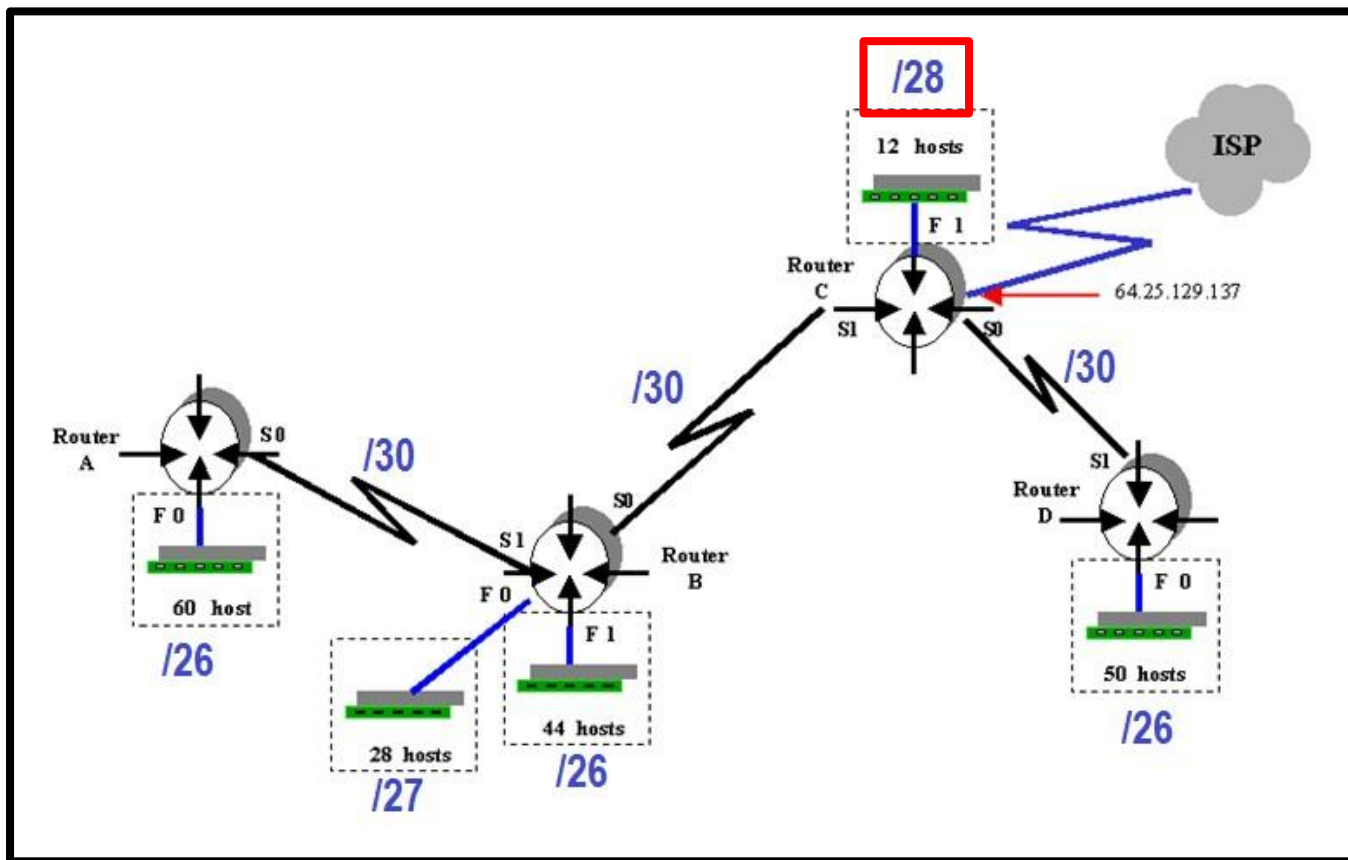 /28
12 hosts
ISP
F 1
Router
C
64.25.129.137
S1
S0
/30
/30
Router
A
S0
/30
S0
S1
Router
D
F 0
S1
Router
B
F 0
F 0
60 host
F 1
/26
50 hosts
44 hosts
28 hosts
/26
/26
/27